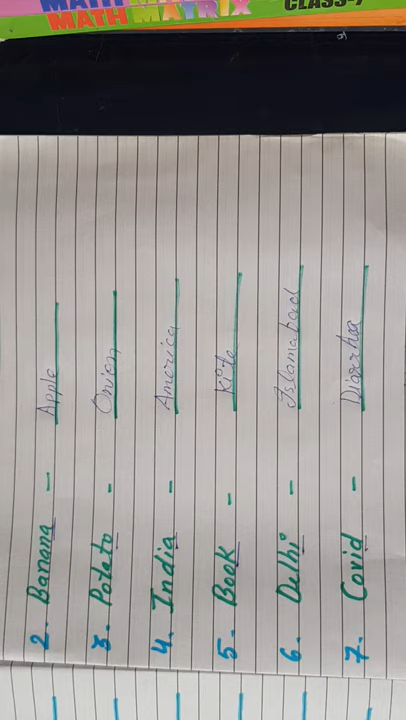 MATH MATRIX
CLASS-7
2. Banana - Apple
3. Potato - Onion
4. India - America
5. Book - Kite
6. Delhi - Islamabad
7. Covid - Diarrhoa